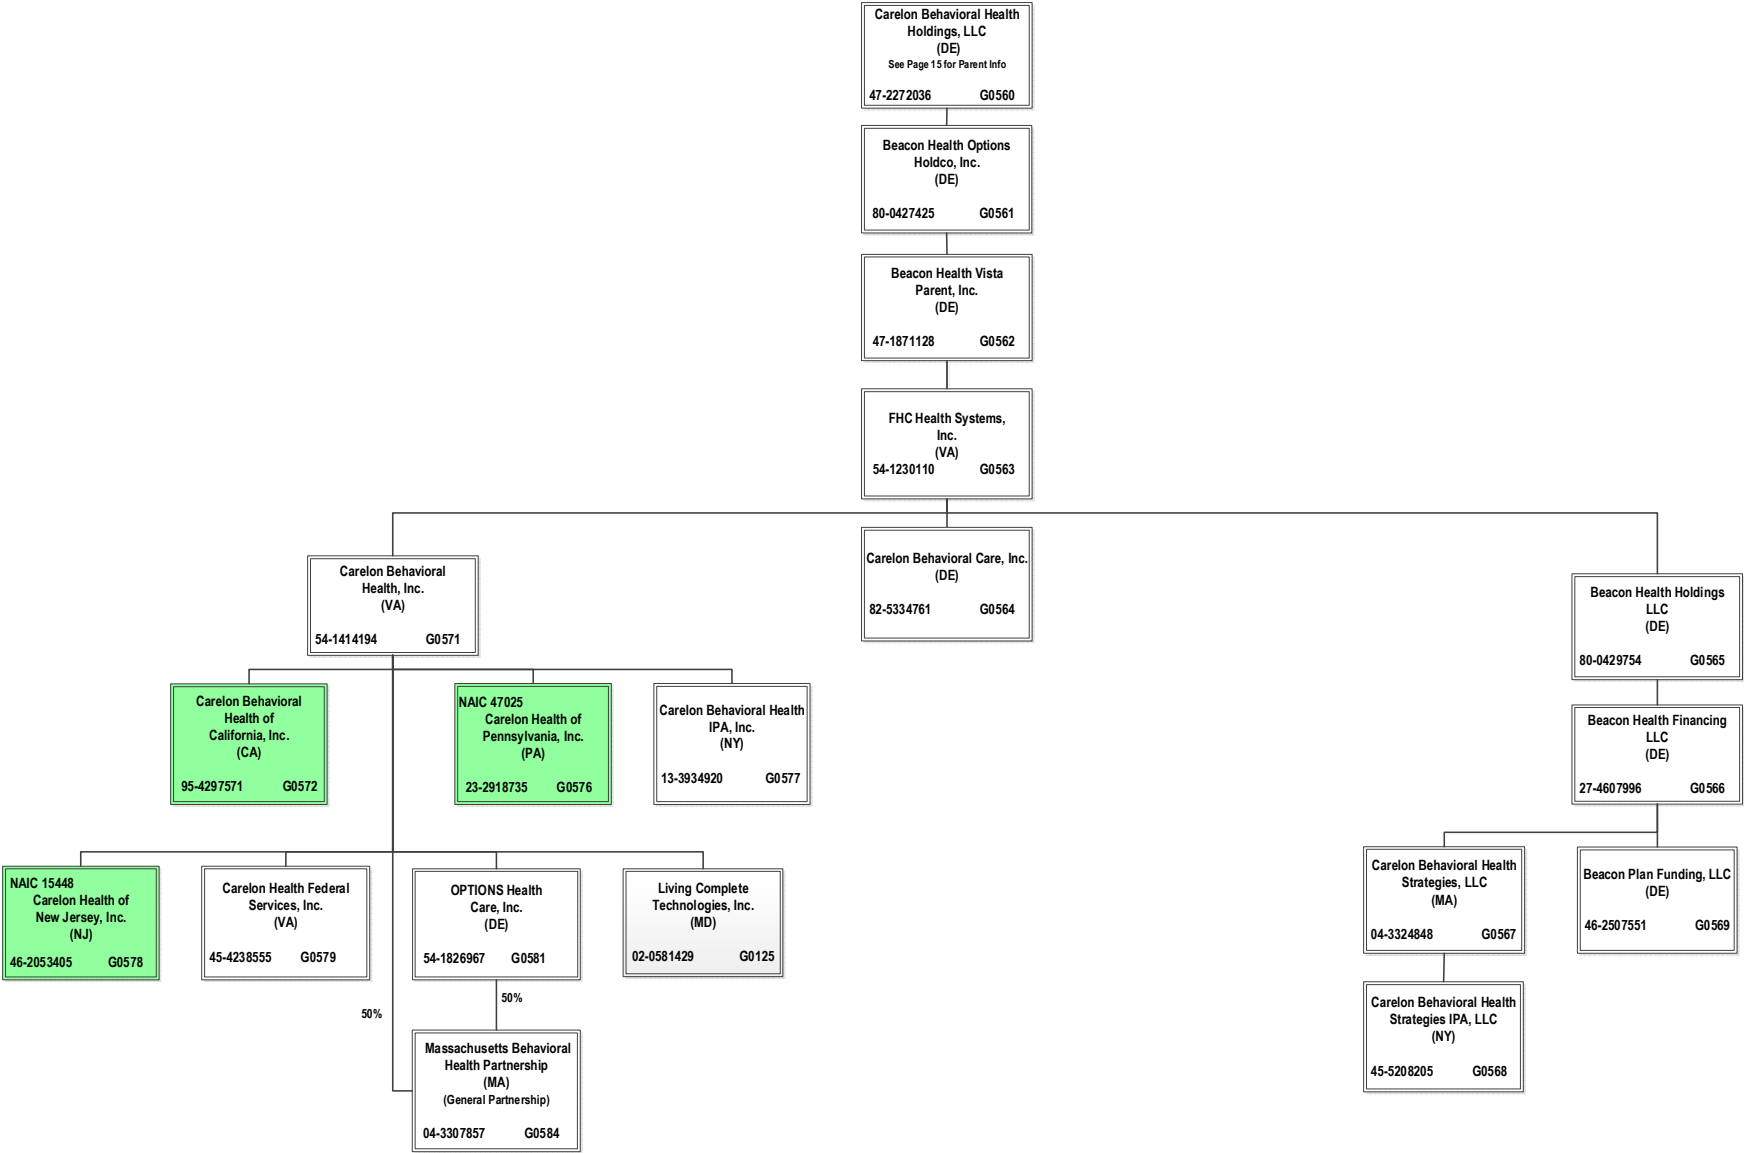 Carelon Behavioral Health
Holdings, LLC
(DE)
See Page 15 for Parent Info
47-2272036 G0560
Beacon Health Options
Holdco, Inc.
(DE)
80-0427425 G0561
Beacon Health Vista
Parent, Inc.
(DE)
47-1871128 G0562
FHC Health Systems,
Inc.
(VA)
54-1230110 G0563
Carelon Behavioral
Health, Inc.
(VA)
54-1414194 G0571
Carelon Behavioral Care, Inc.
(DE)
82-5334761 G0564
Beacon Health Holdings
LLC
(DE)
80-0429754 G0565
Carelon Behavioral
Health of
California, Inc.
(CA)
95-4297571 G0572
NAIC 47025
Carelon Health of
Pennsylvania, Inc.
(PA)
23-2918735 G0576
Carelon Behavioral Health
IPA, Inc.
(NY)
13-3934920 G0577
Beacon Health Financing
LLC
(DE)
27-4607996 G0566
NAIC 15448
Carelon Health of
New Jersey, Inc.
(NJ)
46-2053405 G0578
Carelon Health Federal
Services, Inc.
(VA)
45-4238555 G0579
OPTIONS Health
Care, Inc.
(DE)
54-1826967 G0581
Living Complete
Technologies, Inc.
(MD)
02-0581429 G0125
Carelon Behavioral Health
Strategies, LLC
(MA)
04-3324848 G0567
Beacon Plan Funding, LLC
(DE)
46-2507551 G0569
50%
50%
Massachusetts Behavioral
Health Partnership
(MA)
(General Partnership)
04-3307857 G0584
Carelon Behavioral Health
Strategies IPA, LLC
(NY)
45-5208205 G0568